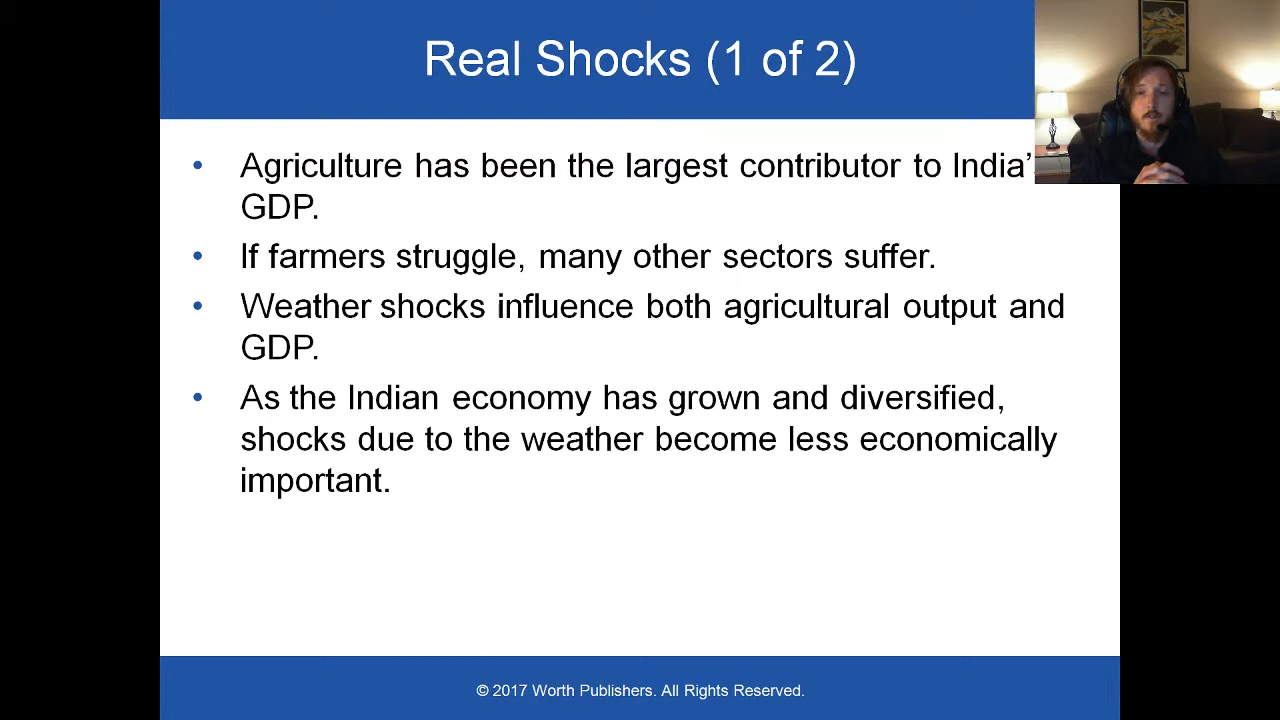 Real Shocks (1 of 2)
• Agriculture has been the largest contributor to India’
GDP.
• If farmers struggle, many other sectors suffer.
• Weather shocks influence both agricultural output and
GDP.
• As the Indian economy has grown and diversified,
shocks due to the weather become less economically
important.
© 2017 Worth Publishers. All Rights Reserved.